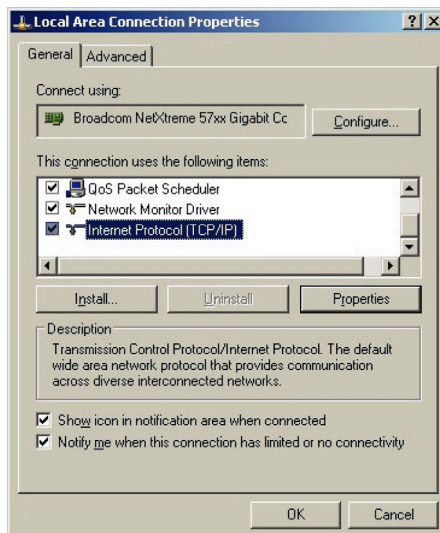 Local Area Connection Properties
General
Advanced
Connect using:
Broadcom NetXtreme 57xx Gigabit Cc
Configure...
This connection uses the following items:
QoS Packet Scheduler
Network Monitor Driver
Internet Protocol (TCP/IP)
Install...
Uninstall
Properties
Description
Transmission Control Protocol/Internet Protocol. The default
wide area network protocol that provides communication
across diverse interconnected networks.
Show icon in notification area when connected
Notify me when this connection has limited or no connectivity
OK
Cancel